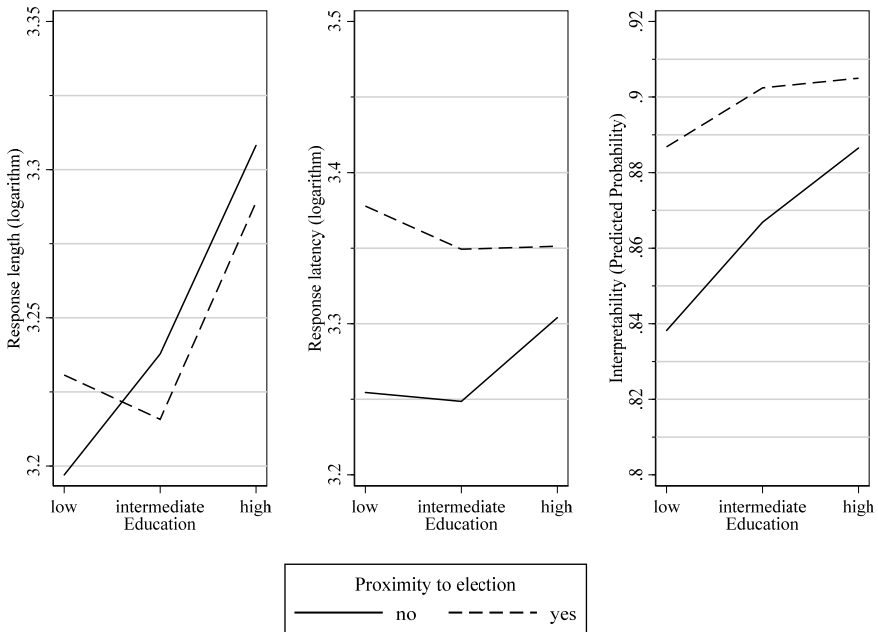 Response length (logarithm)
3.35
3.3
3.25
3.2
low intermediate high
Education
Response latency (logarithm)
3.5
3.4
3.3
3.2
low intermediate high
Education
Interpretability (Predicted Probability)
.92
.9
.88
.86
.84
.82
.8
low intermediate high
Education
Proximity to election
no yes